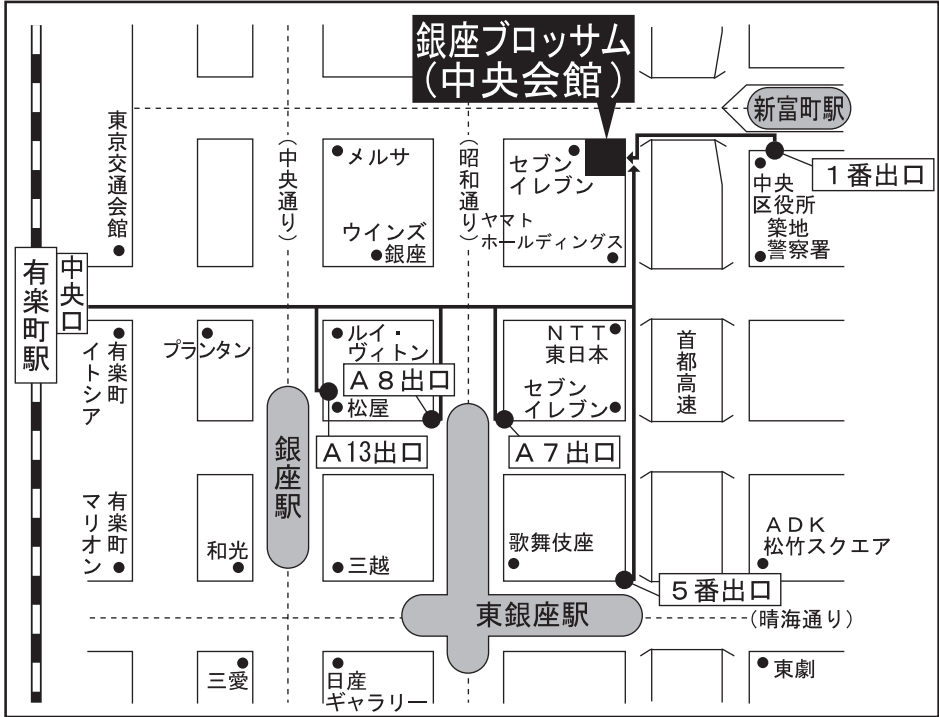 銀座ブロッサム
（中央会館）
新富町駅
1番出口
東京交通会館
（中央通り）
メルサ
（昭和通り）
セブン
イレブン
中央
区役所
築地
警察署
ウインズ
銀座
ヤマト
ホールディングス
有楽町駅
中央口
有楽町
イトシア
プランタン
ルイ・
ヴィトン
NTT
東日本
首都高速
A8出口
松屋
セブン
イレブン
A13出口
A7出口
銀座駅
有楽町
マリオン
和光
三越
歌舞伎座
ADK
松竹スクエア
5番出口
東銀座駅
（晴海通り）
三愛
日産
ギャラリー
東劇